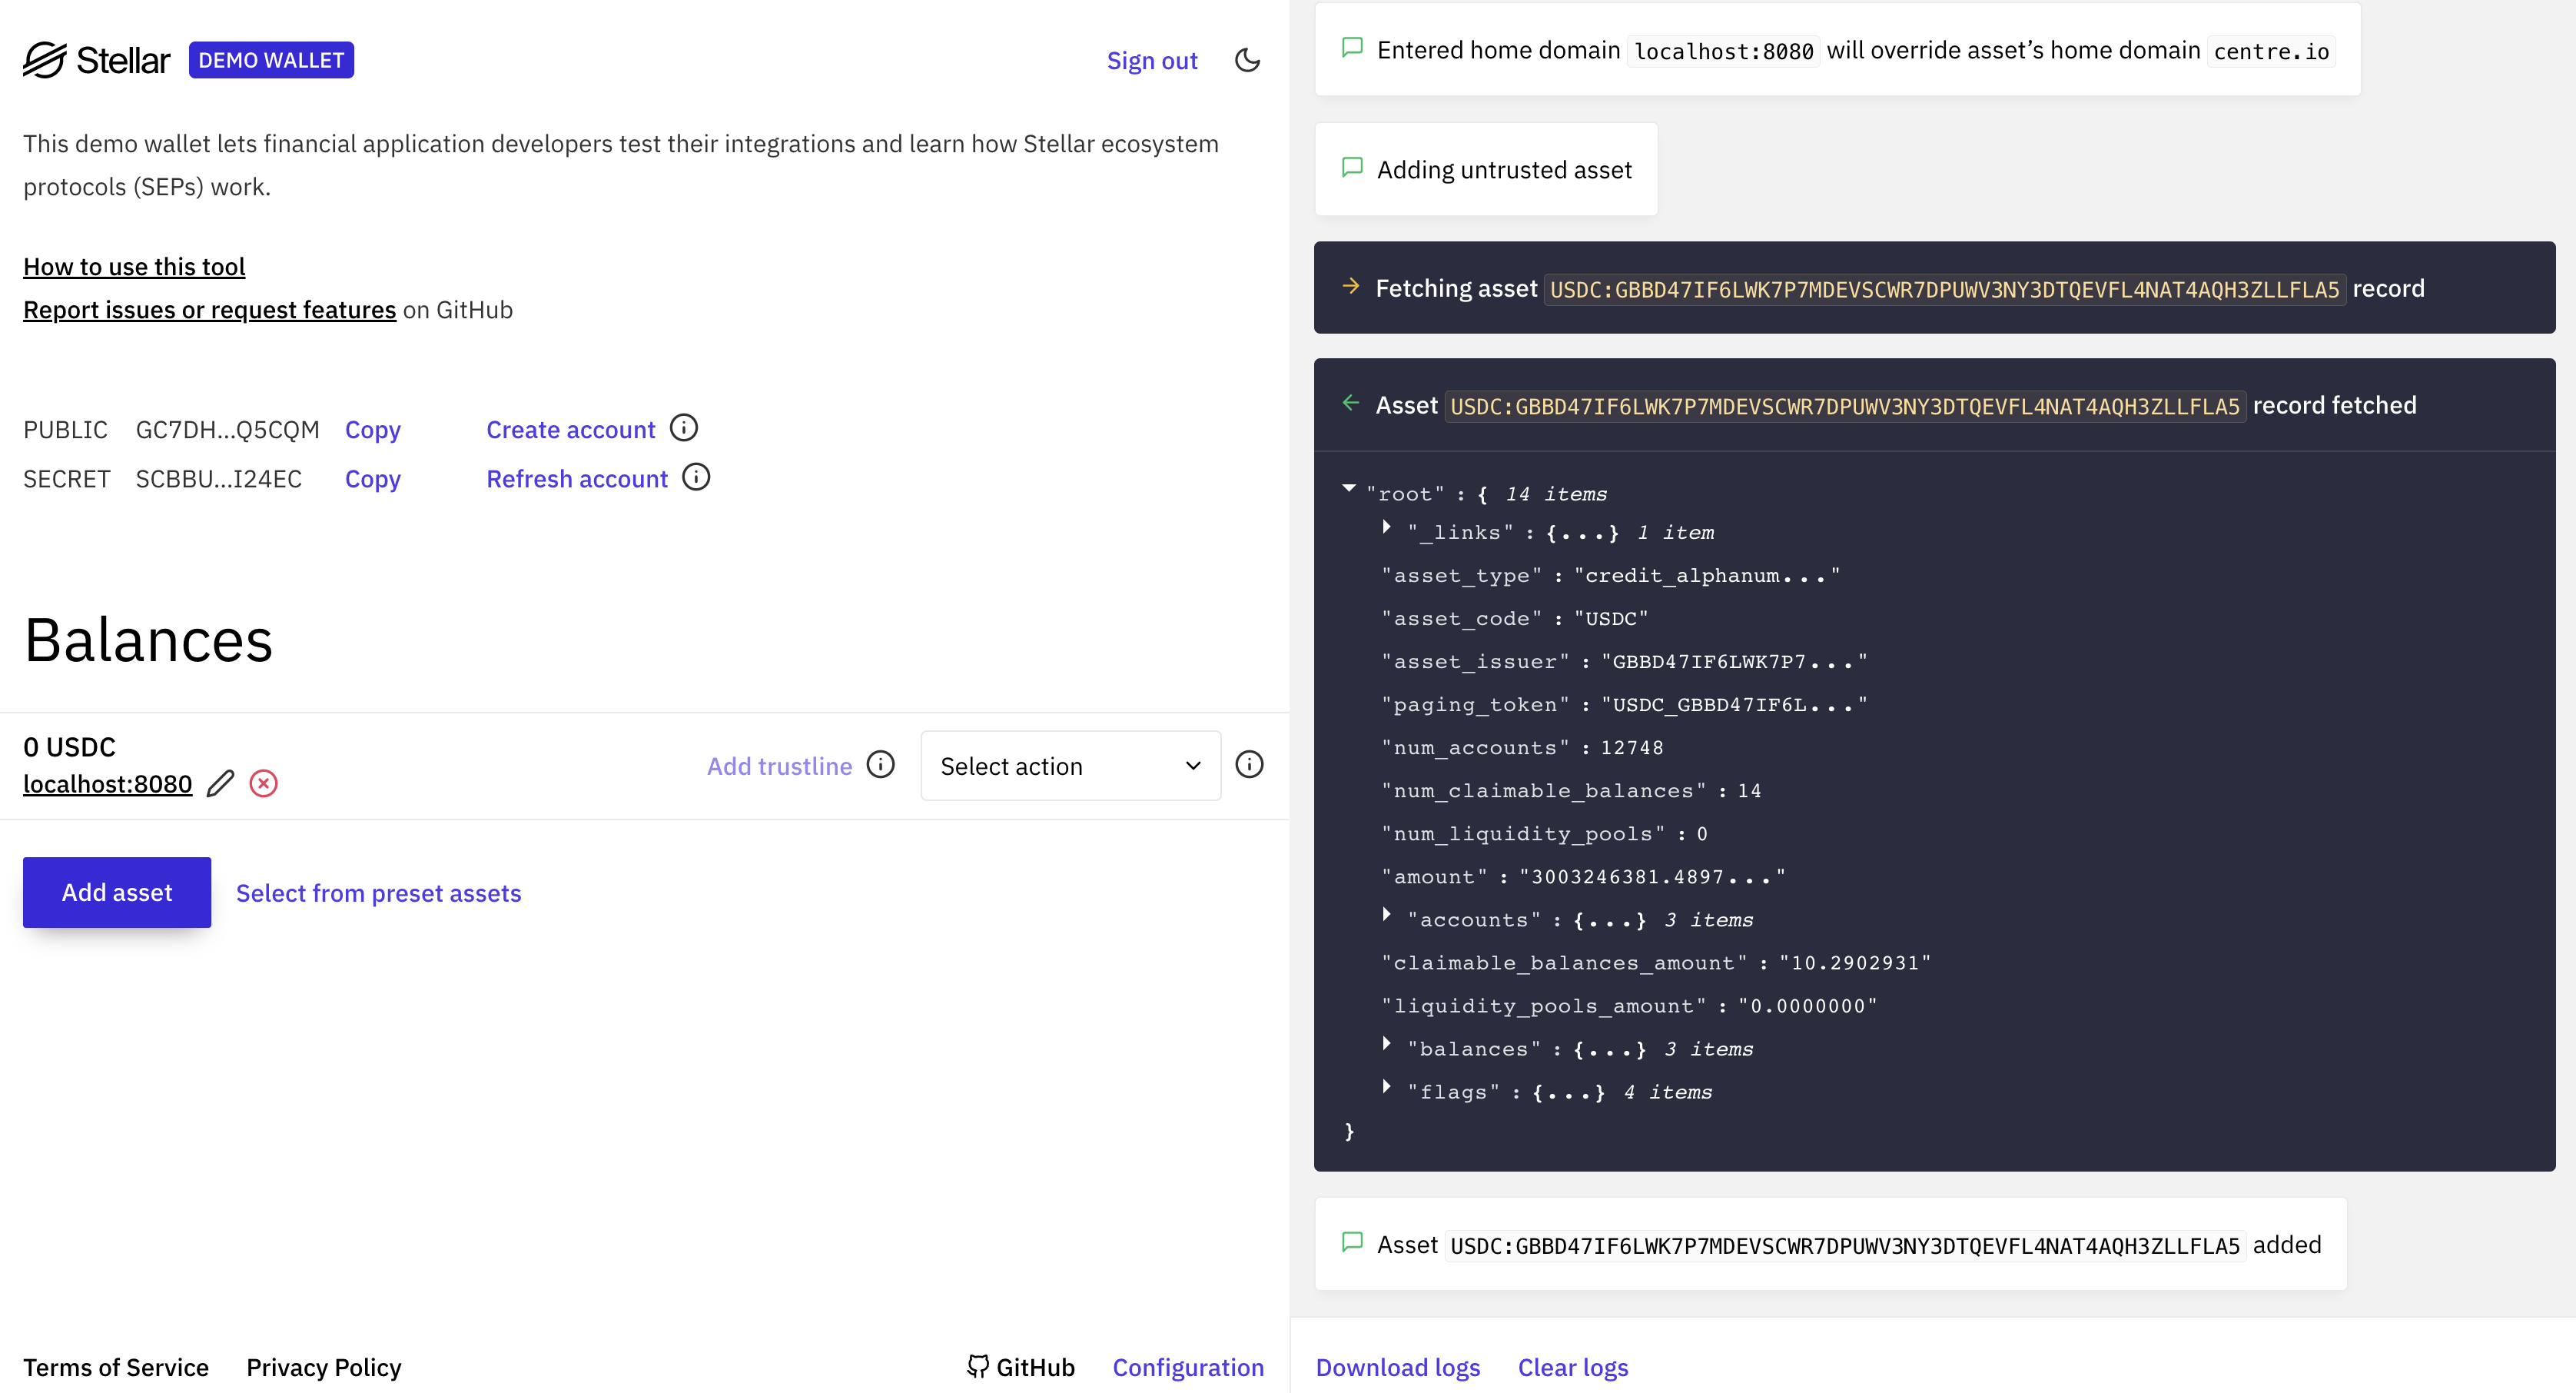 Stellar DEMO WALLET
Sign out
This demo wallet lets financial application developers test their integrations and learn how Stellar ecosystem
protocols (SEPs) work.
How to use this tool
Report issues or request features on GitHub
PUBLIC GC7DH...Q5CQM Copy Create account
SECRET SCBBU...I24EC Copy Refresh account
Balances
0 USDC
localhost:8080
Add trustline
Select action
Add asset
Select from preset assets
Terms of Service
Privacy Policy
GitHub
Configuration
Entered home domain localhost:8080 will override asset’s home domain centre.io
Adding untrusted asset
Fetching asset USDC:GBBD47IF6LWK7P7MDEVSCWR7DPUWV3NY3DTQEVFL4NAT4AQH3ZLLFLA5 record
Asset USDC:GBBD47IF6LWK7P7MDEVSCWR7DPUWV3NY3DTQEVFL4NAT4AQH3ZLLFLA5 record fetched
"root" : { 14 items
"_links" : {...} 1 item
"asset_type" : "credit_alphanum..."
"asset_code" : "USDC"
"asset_issuer" : "GBBD47IF6LWK7P7..."
"paging_token" : "USDC_GBBD47IF6L..."
"num_accounts" : 12748
"num_claimable_balances" : 14
"num_liquidity_pools" : 0
"amount" : "3003246381.4897..."
"accounts" : {...} 3 items
"claimable_balances_amount" : "10.2902931"
"liquidity_pools_amount" : "0.0000000"
"balances" : {...} 3 items
"flags" : {...} 4 items
}
Asset USDC:GBBD47IF6LWK7P7MDEVSCWR7DPUWV3NY3DTQEVFL4NAT4AQH3ZLLFLA5 added
Download logs
Clear logs